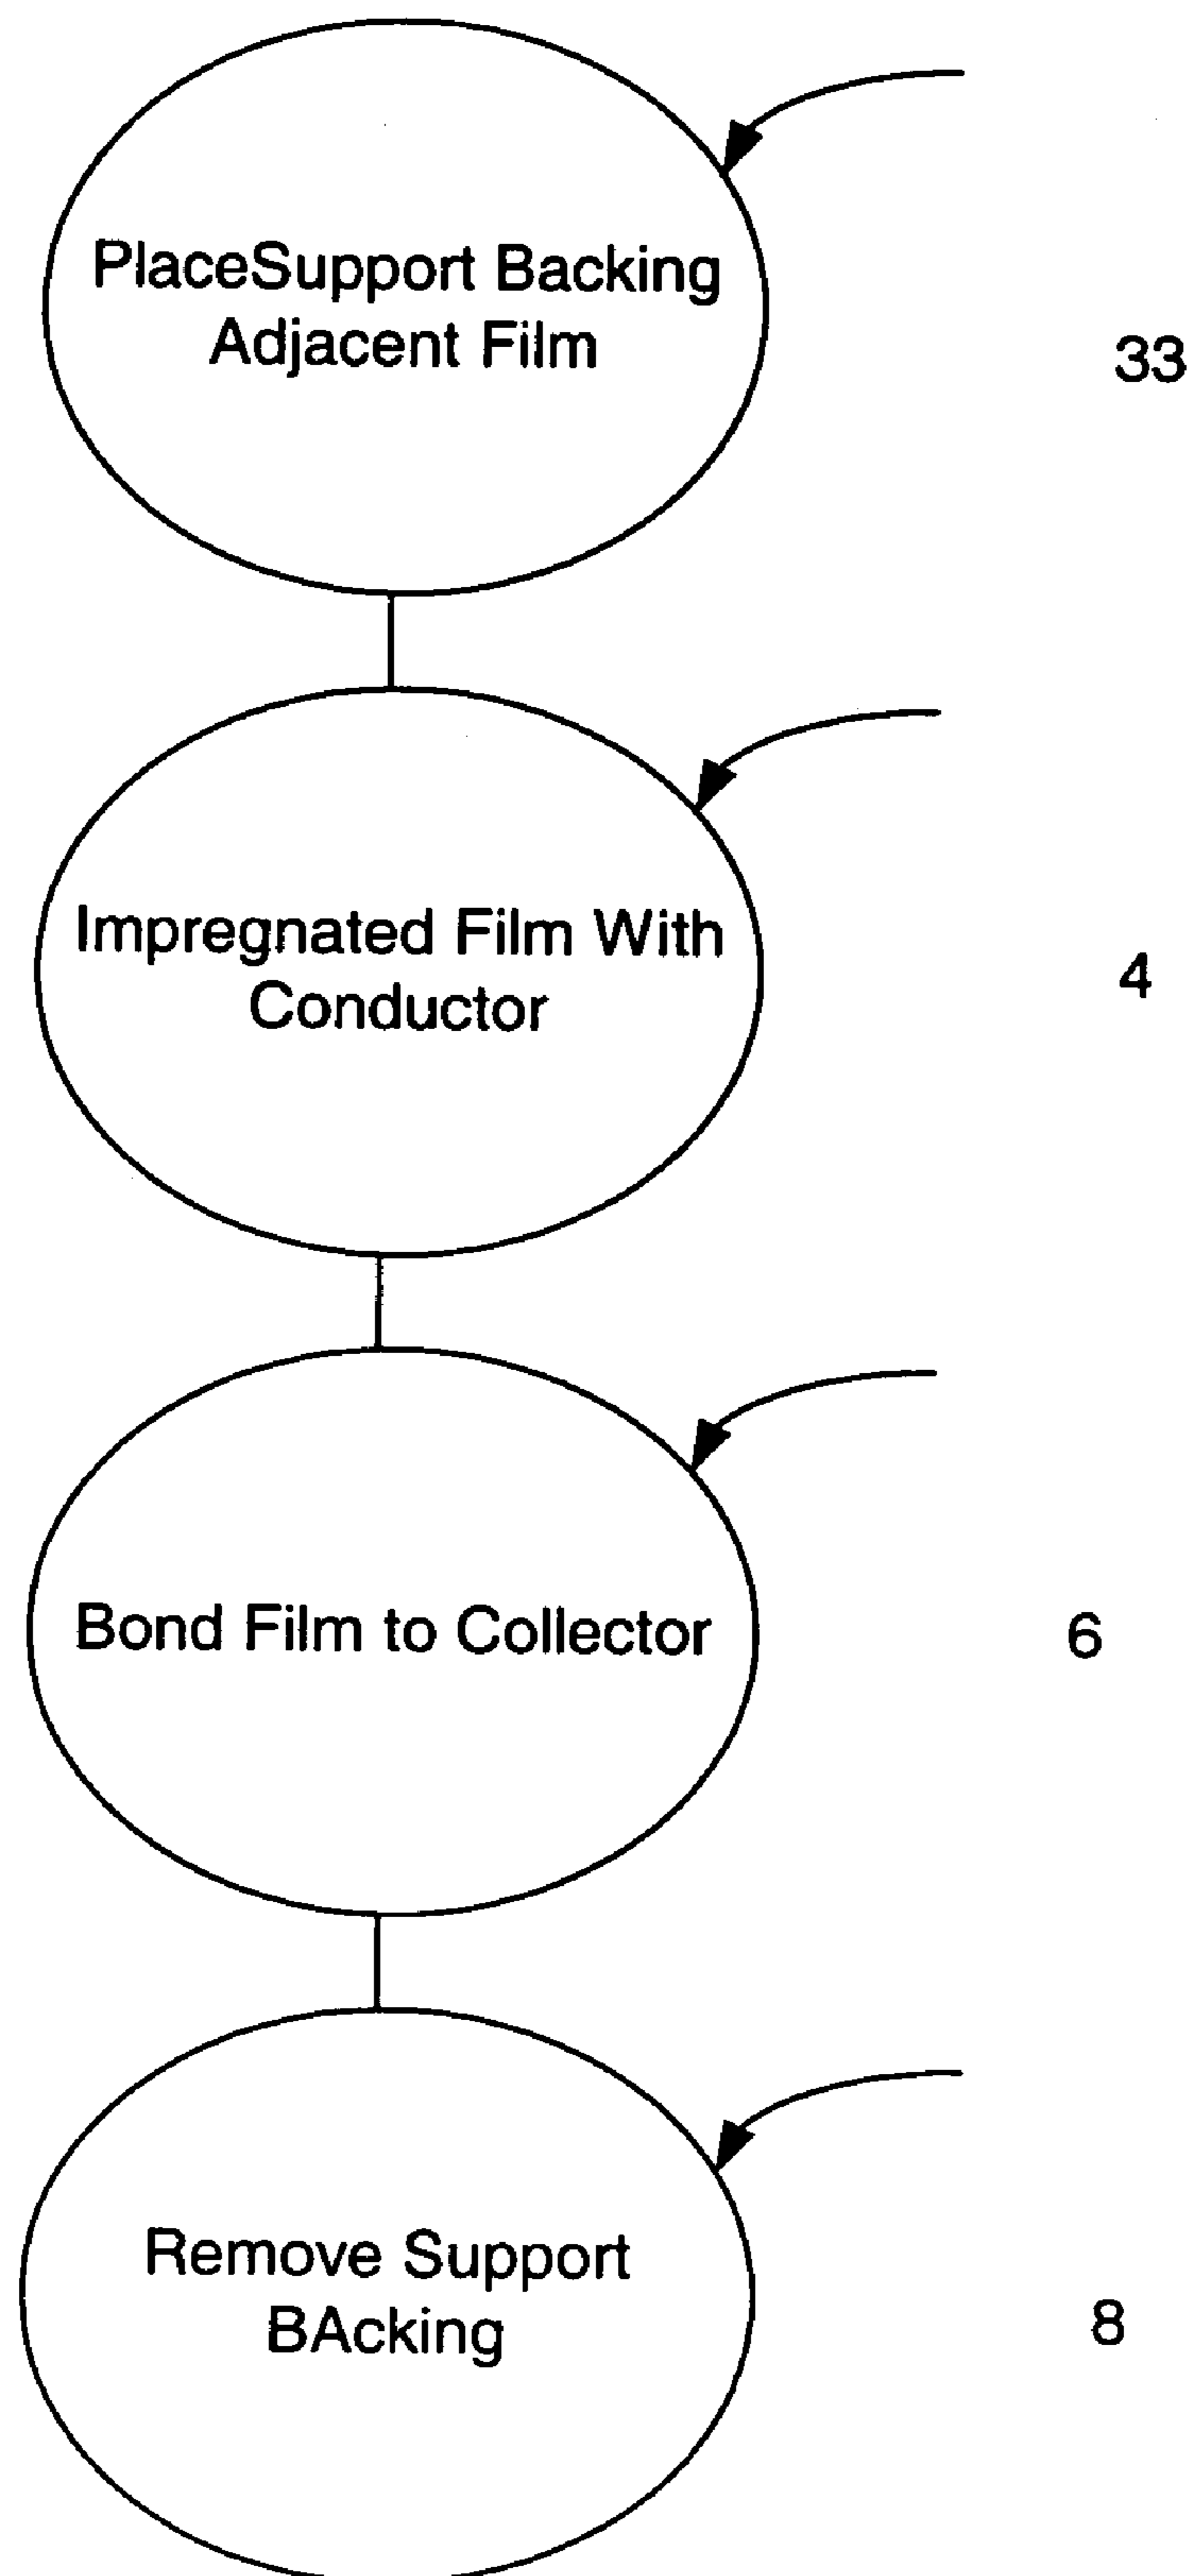 PlaceSupport Backing
Adjacent Film
33
Impregnated Film With
Conductor
4
Bond Film to Collector
6
Remove Support
BAcking
8